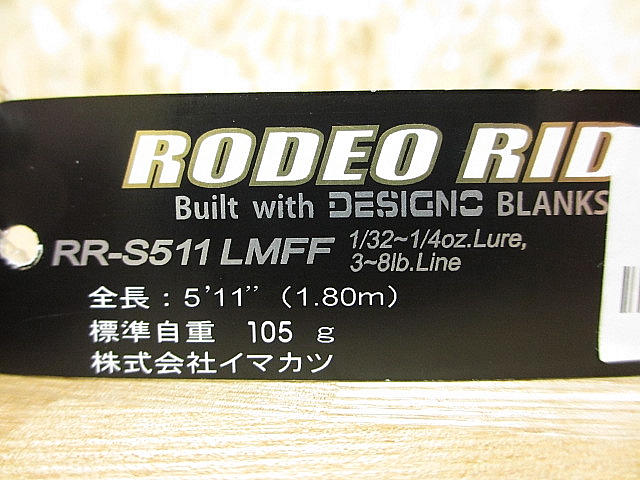 RODEO RID
Built with DESIGNO BLANKS
RR-S511 LMFF 1/32~1/4oz.Lure,
3~8lb.Line
全長：5'11"（1.80m）
標準自重 105 g
株式会社イマカツ